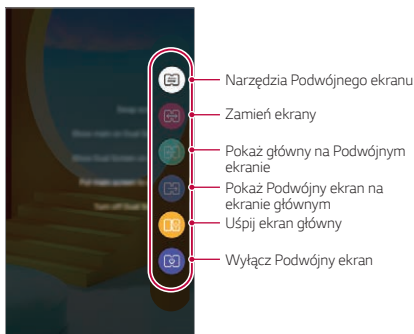 Narzędzia Podwójnego ekranu
Zamień ekrany
Pokaż główny na Podwójnym
ekranie
Pokaż Podwójny ekran na
ekranie głównym
Uśpij ekran główny
Wyłącz Podwójny ekran